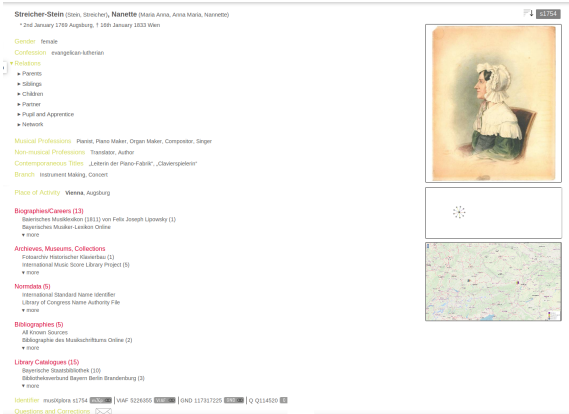 Streicher-Stein (Stein, Streicher), Nanette (Maria Anna, Anna Maria, Nannette)
s1754
* 2nd January 1769 Augsburg, † 16th January 1833 Wien
Gender female
Confession evangelican-lutherian
▾Relations
▸Parents
▸Siblings
▸Children
▸Partner
▸Pupil and Apprentice
▸Network
Musical Professions Pianist, Piano Maker, Organ Maker, Compositor, Singer
Non-musical Professions Translator, Author
Contemporaneous Titles „Leiterin der Piano-Fabrik“; „Clavierspielerin“
Branch Instrument Making, Concert
Place of Activity Vienna, Augsburg
Biographies/Careers (13)
Baierisches Musiklexikon (1811) von Felix Joseph Lipowsky (1)
Bayerisches Musiker-Lexikon Online
▾ more
Archieves, Museums, Collections
Fotoarchiv Historischer Klavierbau (1)
International Music Score Library Project (5)
▾ more
Normdata (5)
International Standard Name Identifier
Library of Congress Name Authority File
▾ more
Bibliographies (5)
All Known Sources
Bibliographie des Musikschrifttums Online (2)
▾ more
Library Catalogues (15)
Bayerische Staatsbibliothek (10)
Bibliotheksverbund Bayern Berlin Brandenburg (3)
▾ more
Identifier musiXplora s1754 | VIAF 5226355 VIAF | GND 117317225 GND | Q Q114520
Questions and Corrections